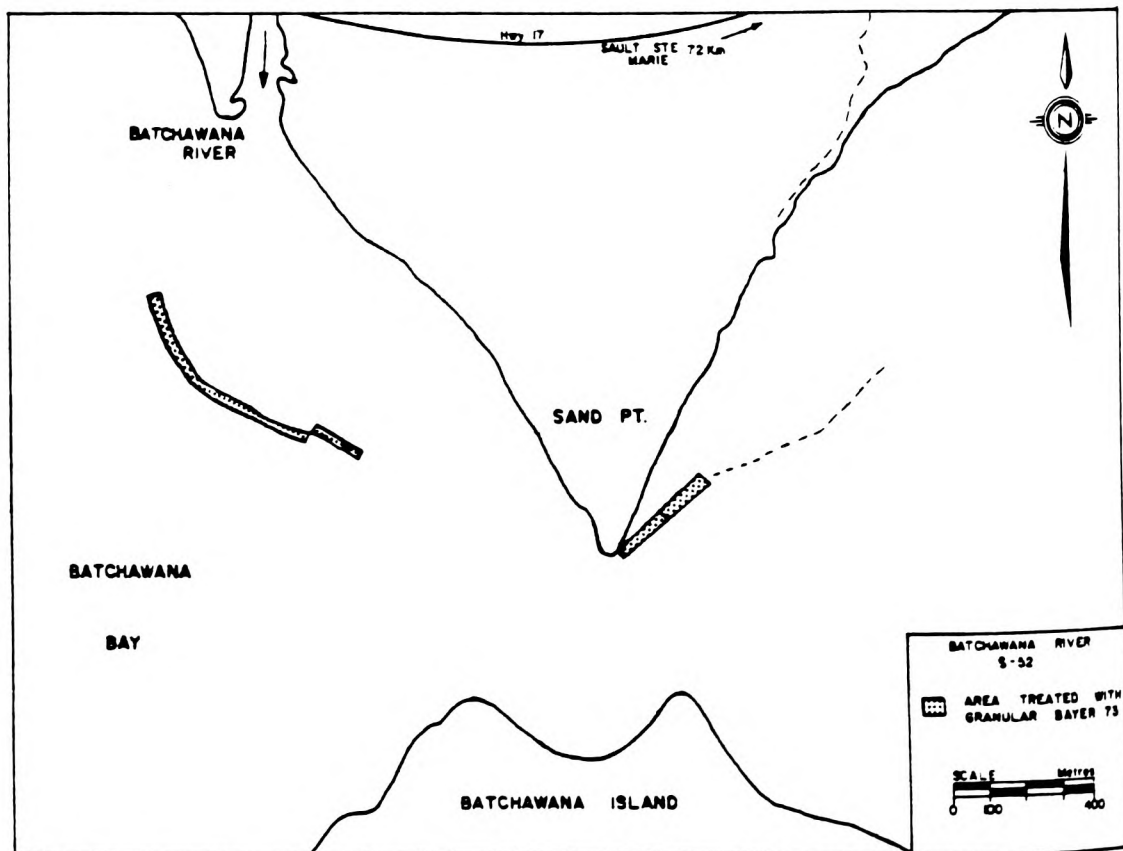 Hwy 17
SAULT STE 72 Km
MARIE
N
BATCHAWANA
RIVER
SAND PT.
BATCHAWANA
BAY
BATCHAWANA ISLAND
BATCHAWANA RIVER
S-52
AREA TREATED WITH
GRANULAR BAYER 73
SCALE Metres
0 100 400